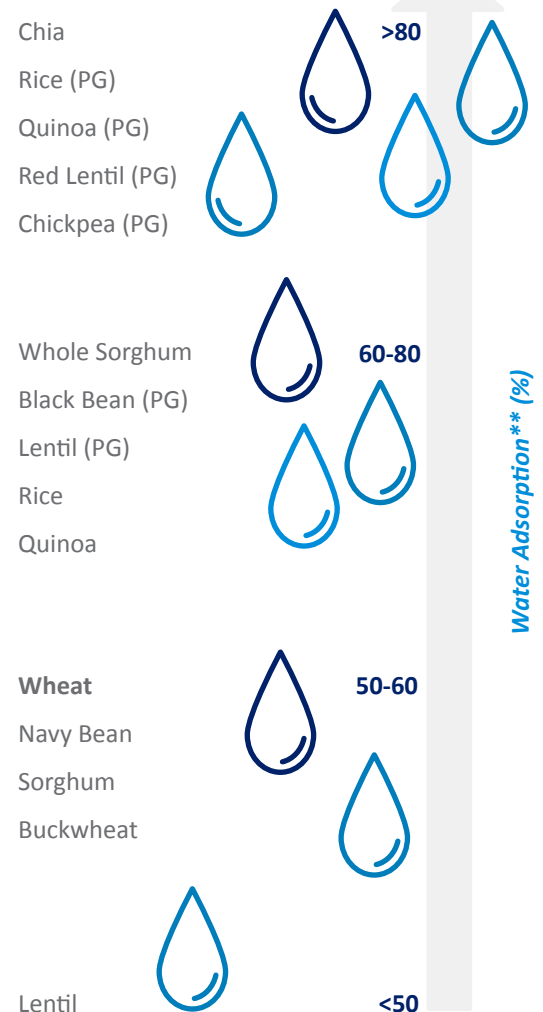 Chia >80
Rice (PG)
Quinoa (PG)
Red Lentil (PG)
Chickpea (PG)
Whole Sorghum 60-80
Black Bean (PG)
Lentil (PG)
Rice
Quinoa
Wheat 50-60
Navy Bean
Sorghum
Buckwheat
Lentil <50
Water Adsorption** (%)